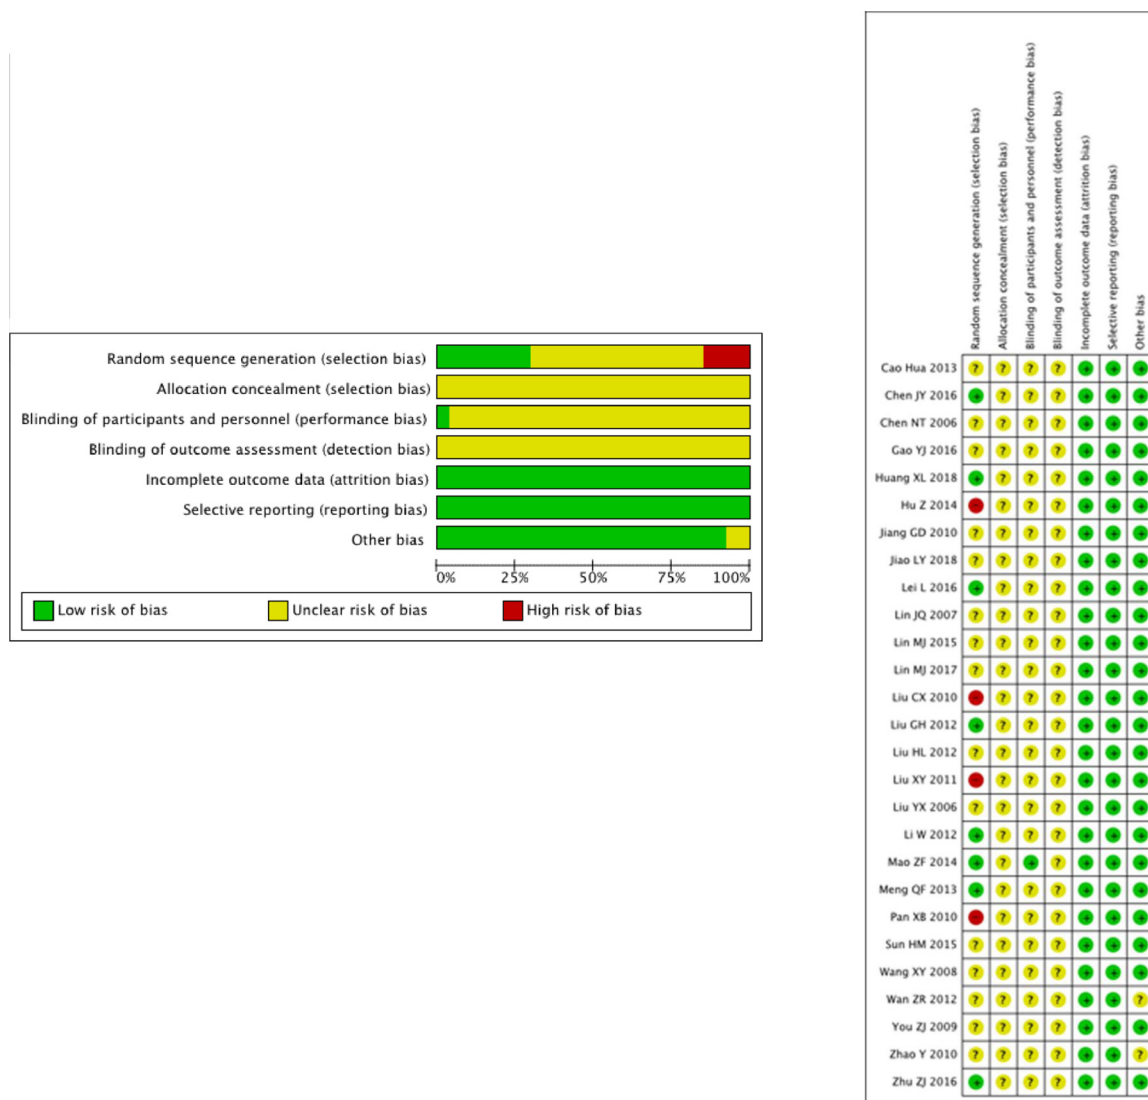 Random sequence generation (selection bias)
Allocation concealment (selection bias)
Blinding of participants and personnel (performance bias)
Blinding of outcome assessment (detection bias)
Incomplete outcome data (attrition bias)
Selective reporting (reporting bias)
Other bias
0% 25% 50% 75% 100%
Low risk of bias Unclear risk of bias High risk of bias
Random sequence generation (selection bias)
Allocation concealment (selection bias)
Blinding of participants and personnel (performance bias)
Blinding of outcome assessment (detection bias)
Incomplete outcome data (attrition bias)
Selective reporting (reporting bias)
Other bias
Cao Hua 2013 ? ? ? ? + + +
Chen JY 2016 + ? ? ? + + +
Chen NT 2006 ? ? ? ? + + +
Gao YJ 2016 ? ? ? ? + + +
Huang XL 2018 + ? ? ? + + +
Hu Z 2014 - ? ? ? + + +
Jiang GD 2010 ? ? ? ? + + +
Jiao LY 2018 ? ? ? ? + + +
Lei L 2016 + ? ? ? + + +
Lin JQ 2007 ? ? ? ? + + +
Lin MJ 2015 ? ? ? ? + + +
Lin MJ 2017 ? ? ? ? + + +
Liu CX 2010 - ? ? ? + + +
Liu GH 2012 + ? ? ? + + +
Liu HL 2012 ? ? ? ? + + +
Liu XY 2011 - ? ? ? + + +
Liu YX 2006 ? ? ? ? + + +
Li W 2012 + ? ? ? + + +
Mao ZF 2014 + ? + ? + + +
Meng QF 2013 + ? ? ? + + +
Pan XB 2010 - ? ? ? + + +
Sun HM 2015 ? ? ? ? + + +
Wang XY 2008 ? ? ? ? + + +
Wan ZR 2012 ? ? ? ? + + ?
You ZJ 2009 ? ? ? ? + + +
Zhao Y 2010 ? ? ? ? + + ?
Zhu ZJ 2016 + ? ? ? + + +